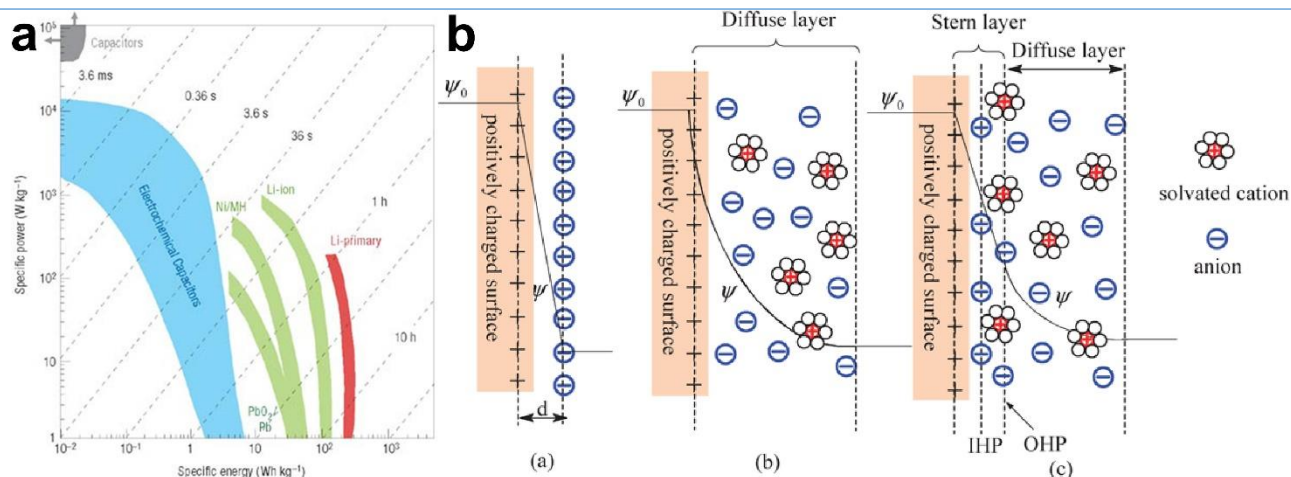 a
10⁵
Capacitors
3.6 ms
10⁴
0.36 s
3.6 s
36 s
10³
Li-ion
Ni/MH
1 h
Li-primary
Electrochemical Capacitors
10²
10 h
10
PbO₂/
Pb
1
10⁻²
10⁻¹
1
10
10²
10³
Specific power (W kg⁻¹)
Specific energy (Wh kg⁻¹)
b
ψ₀
positively charged surface
ψ
d
(a)
Diffuse layer
ψ₀
positively charged surface
ψ
(b)
Stern layer
Diffuse layer
ψ₀
positively charged surface
ψ
IHP
OHP
(c)
solvated cation
anion